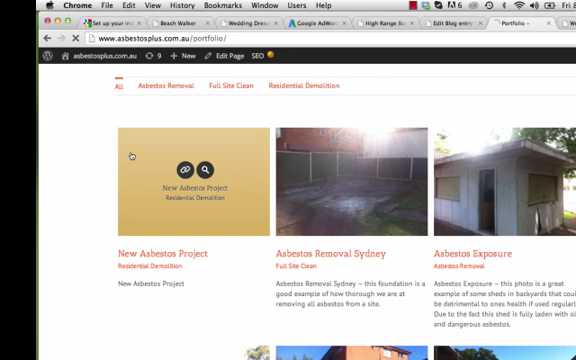 Chrome File Edit View History Bookmarks Window Help
Beach Walker Wedding Dres Google AdWor High Range Bo Edit Blog entry Portfolio -
www.asbestosplus.com.au/portfolio/
asbestosplus.com.au 9 + New Edit Page SEO
All Asbestos Removal Full Site Clean Residential Demolition
New Asbestos Project
Residential Demolition
New Asbestos Project
Residential Demolition
New Asbestos Project
Asbestos Removal Sydney
Full Site Clean
Asbestos Removal Sydney – this foundation is a
good example of how thorough we are at
removing all asbestos from a site.
Asbestos Exposure
Asbestos Removal
Asbestos Exposure – this photo is a great
example of some sheds in backyards that coul
be detrimental to ones health if used regular
Due to the fact this shed is fully laden with ol
and dangerous asbestos.